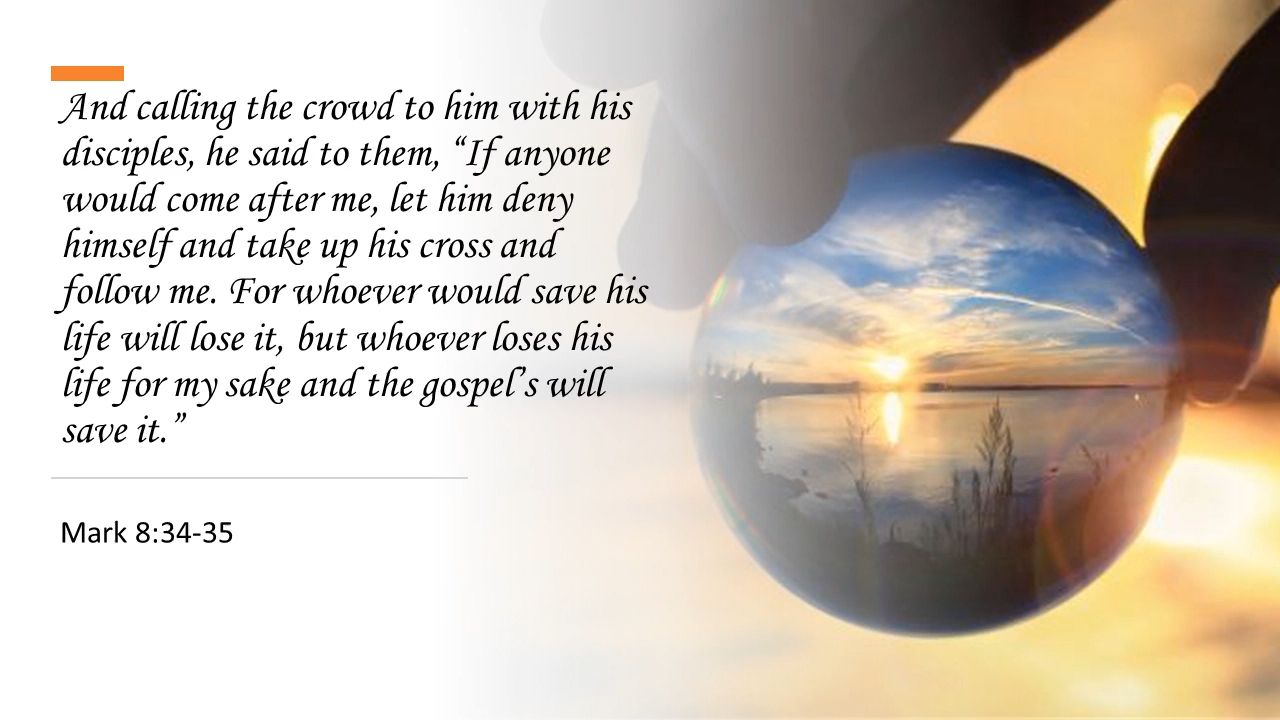 And calling the crowd to him with his
disciples, he said to them, “If anyone
would come after me, let him deny
himself and take up his cross and
follow me. For whoever would save his
life will lose it, but whoever loses his
life for my sake and the gospel’s will
save it.”
Mark 8:34-35